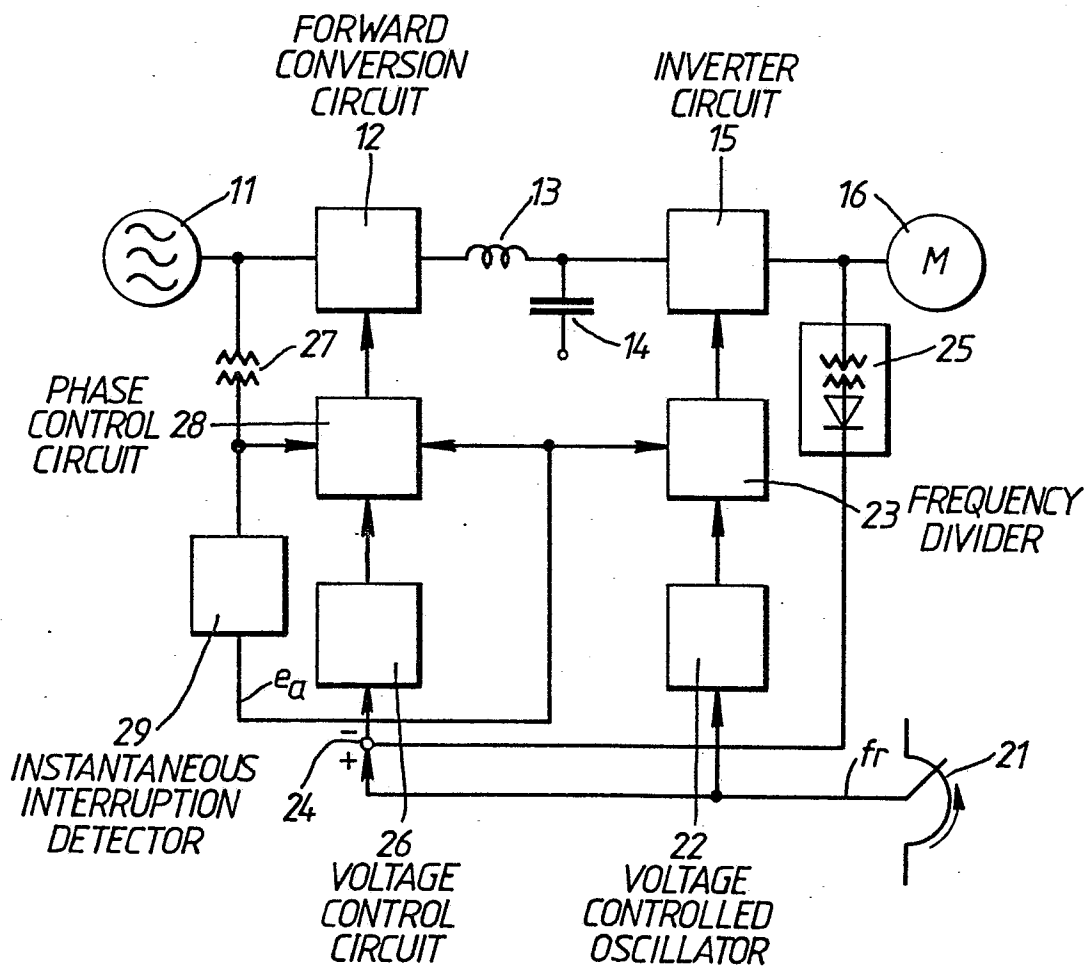 FORWARD
CONVERSION
CIRCUIT
12
INVERTER
CIRCUIT
15
11
13
16
M
14
27
25
PHASE
CONTROL 28
CIRCUIT
23 FREQUENCY
DIVIDER
ea
29
INSTANTANEOUS
INTERRUPTION
DETECTOR
-
+
24
fr
21
26
VOLTAGE
CONTROL
CIRCUIT
22
VOLTAGE
CONTROLLED
OSCILLATOR